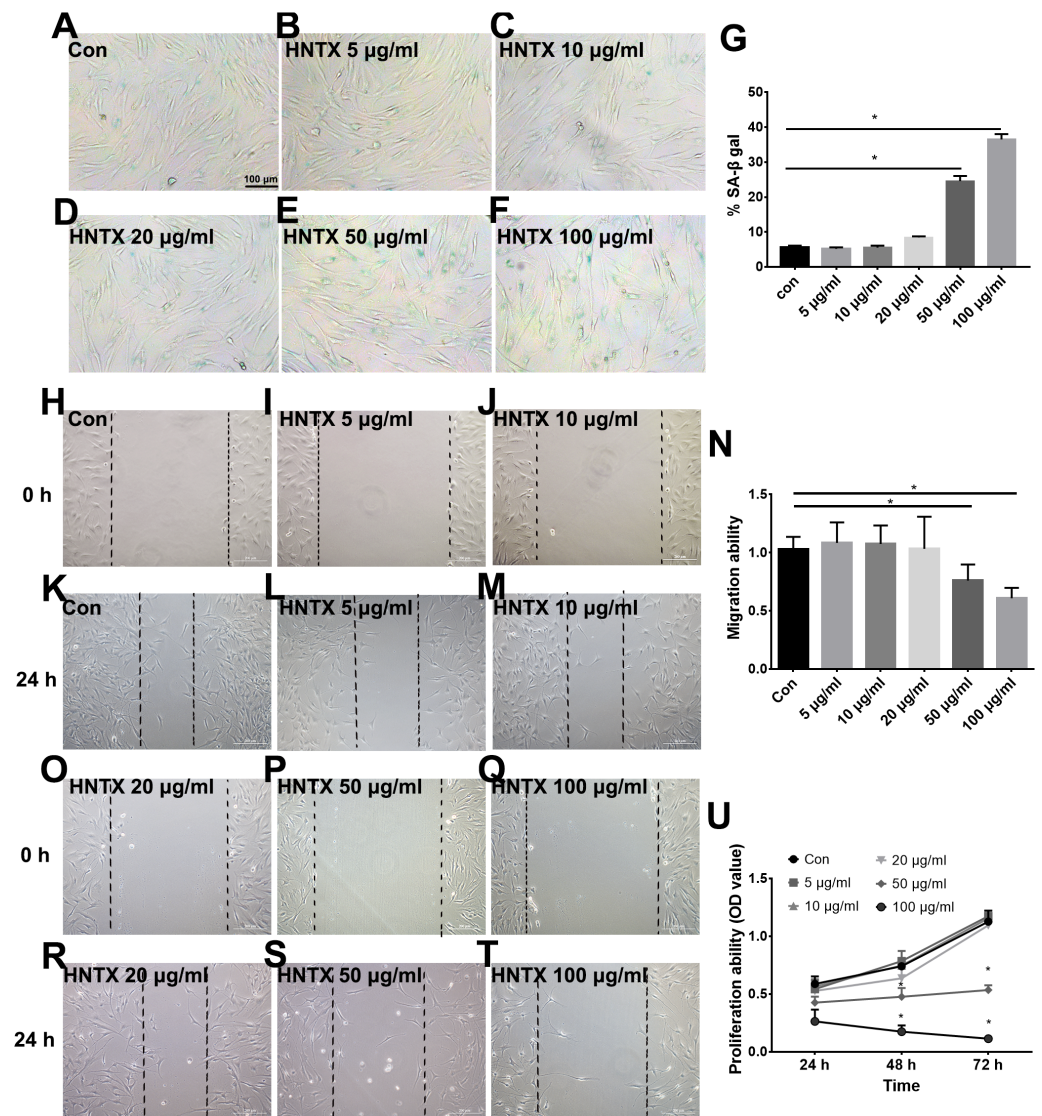 A
Con
100 µm
B
HNTX 5 µg/ml
C
HNTX 10 µg/ml
D
HNTX 20 µg/ml
E
HNTX 50 µg/ml
F
HNTX 100 µg/ml
G
% SA-β gal
50
40
30
20
10
0
*
*
con
5 µg/ml
10 µg/ml
20 µg/ml
50 µg/ml
100 µg/ml
0 h
H
Con
I
HNTX 5 µg/ml
J
HNTX 10 µg/ml
24 h
K
Con
L
HNTX 5 µg/ml
M
HNTX 10 µg/ml
N
Migration ability
1.5
1.0
0.5
0.0
*
*
Con
5 µg/ml
10 µg/ml
20 µg/ml
50 µg/ml
100 µg/ml
0 h
O
HNTX 20 µg/ml
P
HNTX 50 µg/ml
Q
HNTX 100 µg/ml
24 h
R
HNTX 20 µg/ml
S
HNTX 50 µg/ml
T
HNTX 100 µg/ml
U
Proliferation ability (OD value)
1.5
1.0
0.5
0.0
Con
5 µg/ml
10 µg/ml
20 µg/ml
50 µg/ml
100 µg/ml
*
*
*
*
24 h
48 h
72 h
Time